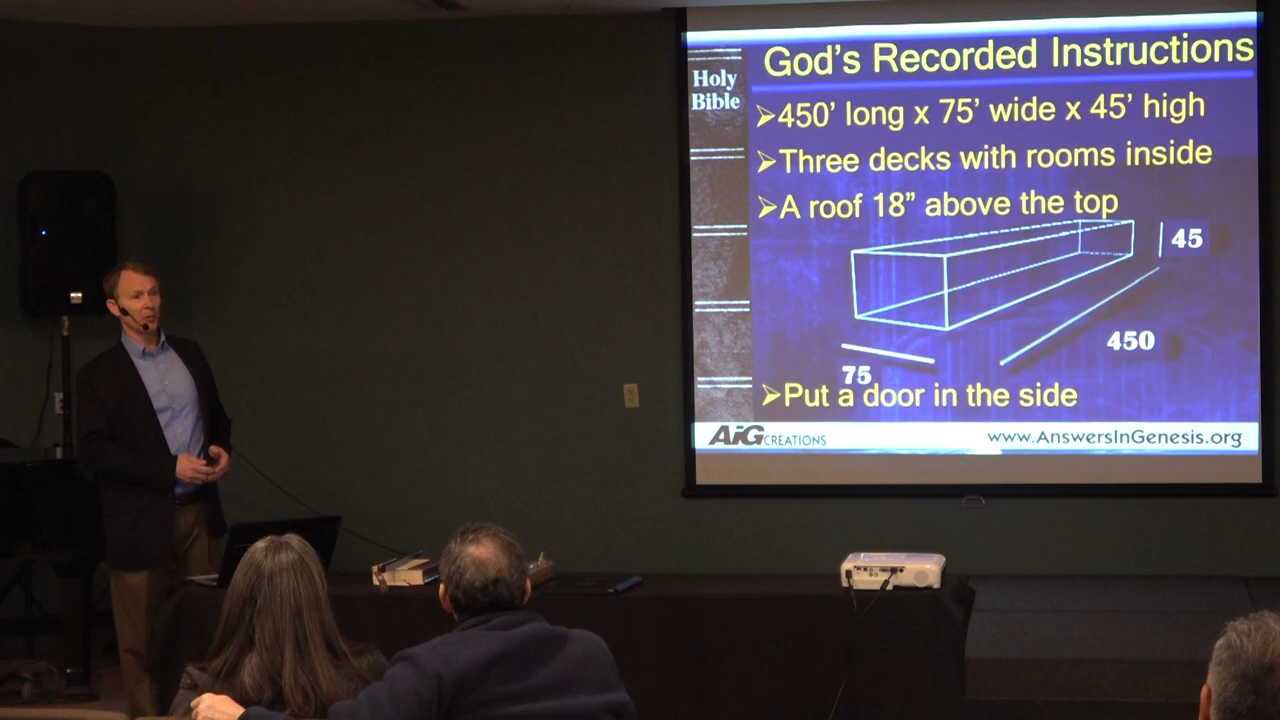 God's Recorded Instructions
Holy
Bible
➢450' long x 75' wide x 45' high
➢Three decks with rooms inside
➢A roof 18” above the top
45
450
75
➢Put a door in the side
AiG CREATIONS
www.AnswersInGenesis.org